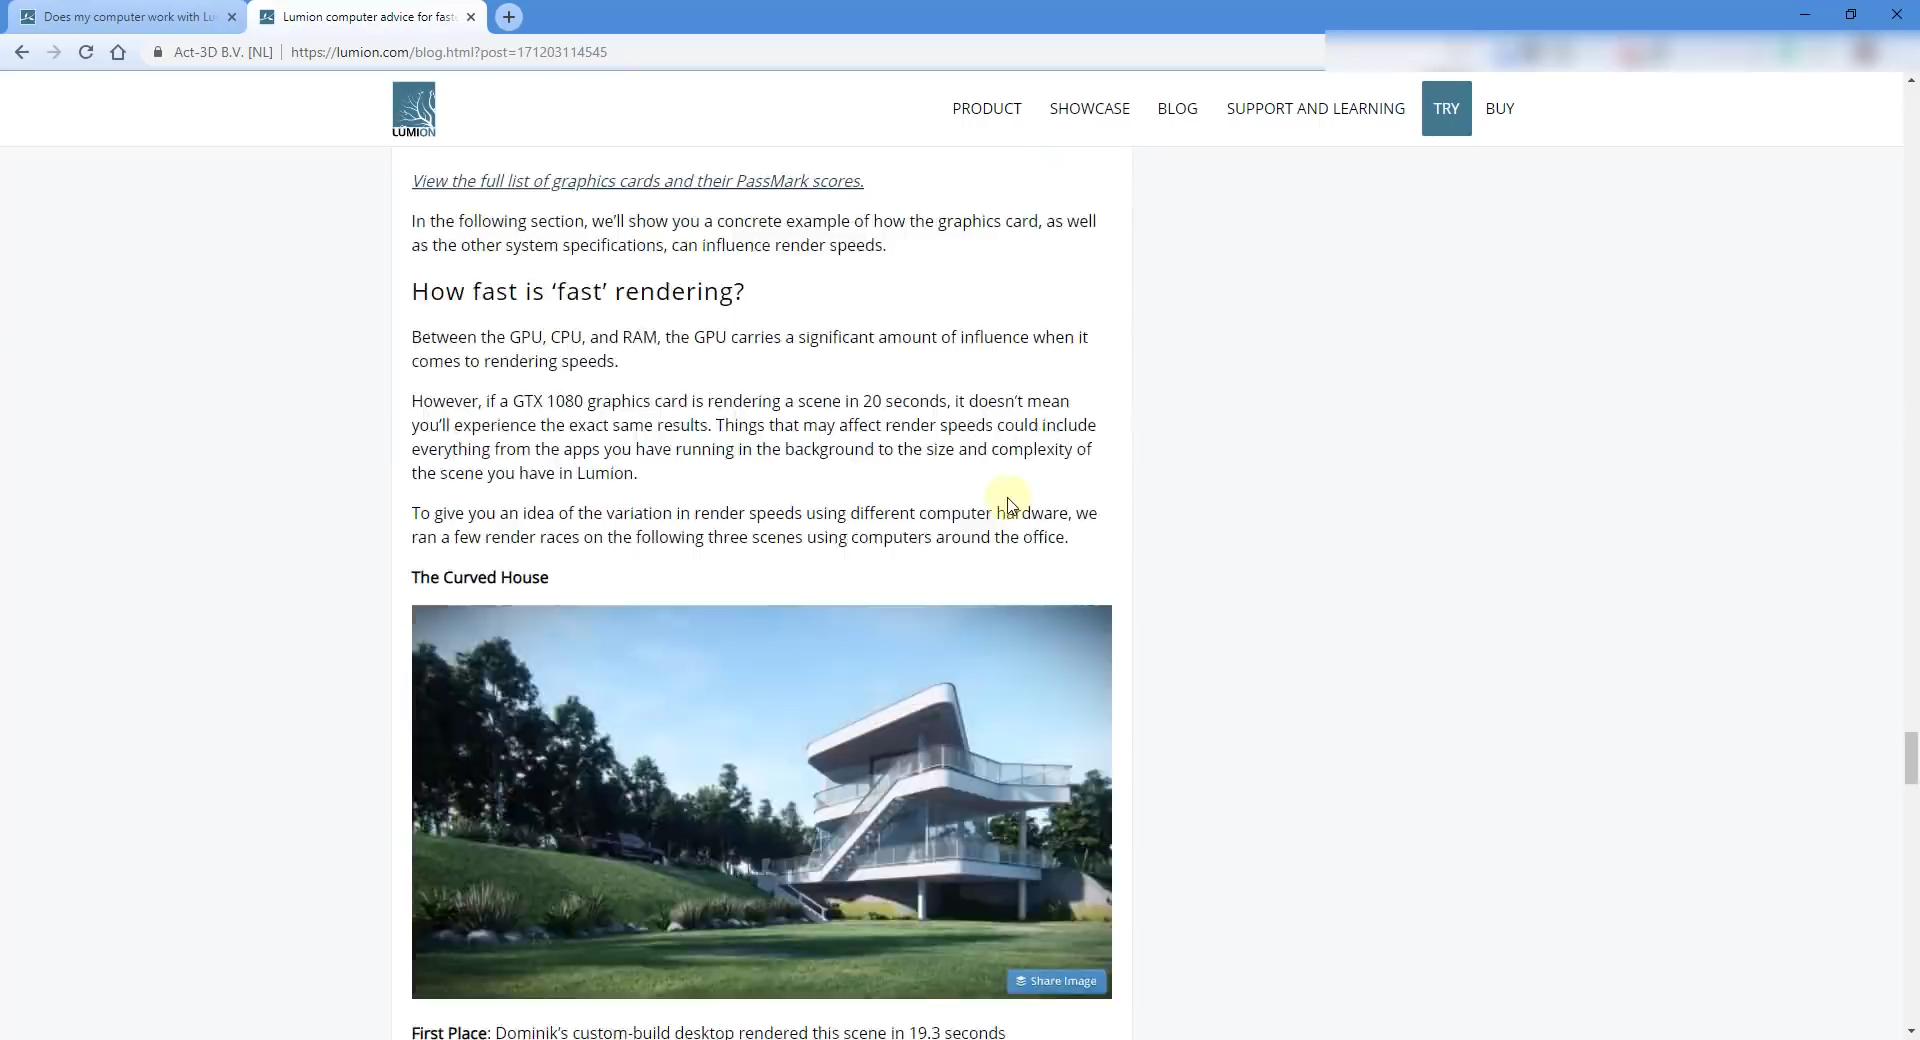 Does my computer work with Lu
Lumion computer advice for fast
Act-3D B.V. [NL]
https://lumion.com/blog.html?post=171203114545
LUMION
PRODUCT
SHOWCASE
BLOG
SUPPORT AND LEARNING
TRY
BUY
View the full list of graphics cards and their PassMark scores.
In the following section, we'll show you a concrete example of how the graphics card, as well
as the other system specifications, can influence render speeds.
How fast is ‘fast’ rendering?
Between the GPU, CPU, and RAM, the GPU carries a significant amount of influence when it
comes to rendering speeds.
However, if a GTX 1080 graphics card is rendering a scene in 20 seconds, it doesn't mean
you'll experience the exact same results. Things that may affect render speeds could include
everything from the apps you have running in the background to the size and complexity of
the scene you have in Lumion.
To give you an idea of the variation in render speeds using different computer hardware, we
ran a few render races on the following three scenes using computers around the office.
The Curved House
Share Image
First Place: Dominik's custom-build desktop rendered this scene in 19.3 seconds